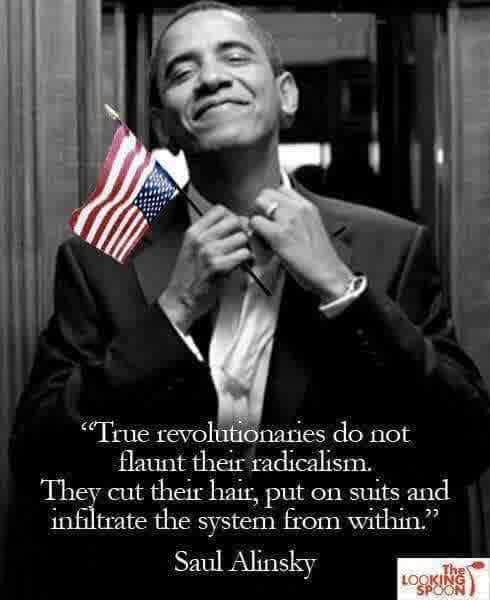 “True revolutionaries do not
flaunt their radicalism.
They cut their hair, put on suits and
infiltrate the system from within.”
Saul Alinsky
The
LOOKING
SPOON